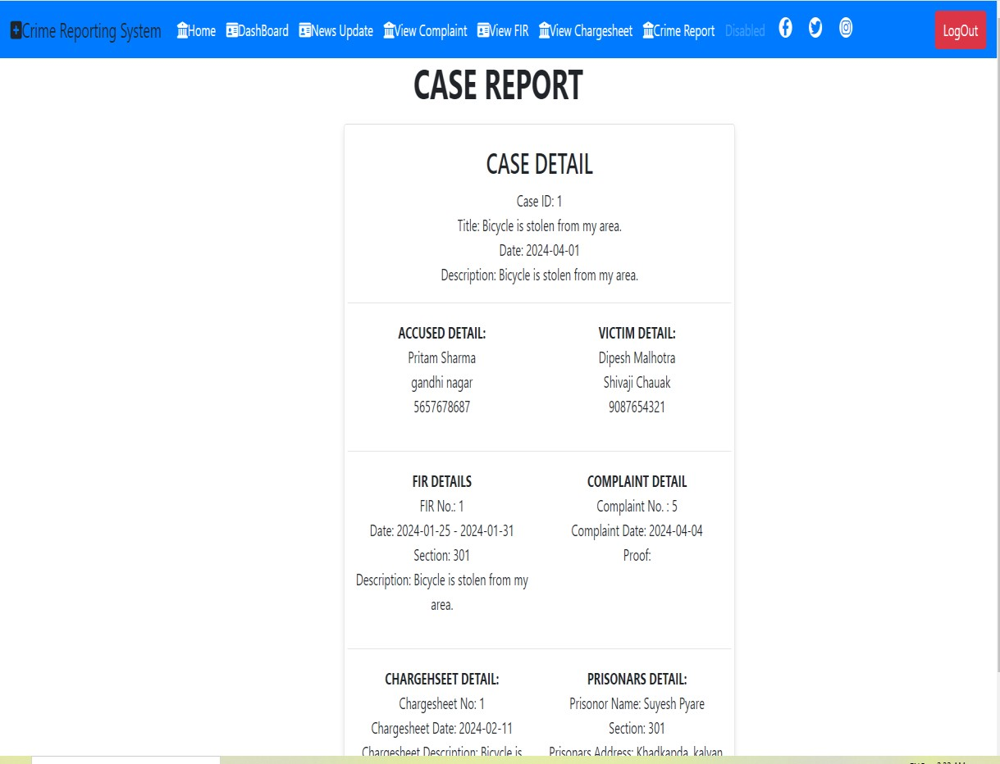 Crime Reporting System Home DashBoard News Update View Complaint View FIR View Chargesheet Crime Report Disabled LogOut
CASE REPORT
CASE DETAIL
Case ID: 1
Title: Bicycle is stolen from my area.
Date: 2024-04-01
Description: Bicycle is stolen from my area.
ACCUSED DETAIL:
Pritam Sharma
gandhi nagar
5657678687
VICTIM DETAIL:
Dipesh Malhotra
Shivaji Chauak
9087654321
FIR DETAILS
FIR No.: 1
Date: 2024-01-25 - 2024-01-31
Section: 301
Description: Bicycle is stolen from my
area.
COMPLAINT DETAIL
Complaint No. : 5
Complaint Date: 2024-04-04
Proof:
CHARGEHSEET DETAIL:
Chargesheet No: 1
Chargesheet Date: 2024-02-11
Chargesheet Description: Bicycle is
PRISONARS DETAIL:
Prisonor Name: Suyesh Pyare
Section: 301
Prisonars Address: Khadkapda, kalyan